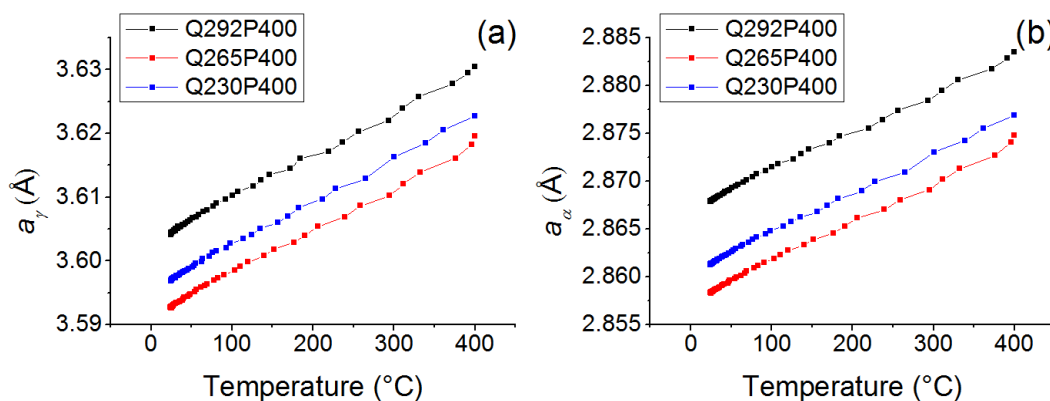 Q292P400
Q265P400
Q230P400
(a)
3.63
3.62
3.61
3.60
3.59
aγ (Å)
0
100
200
300
400
Temperature (°C)
Q292P400
Q265P400
Q230P400
(b)
2.885
2.880
2.875
2.870
2.865
2.860
2.855
aα (Å)
0
100
200
300
400
Temperature (°C)